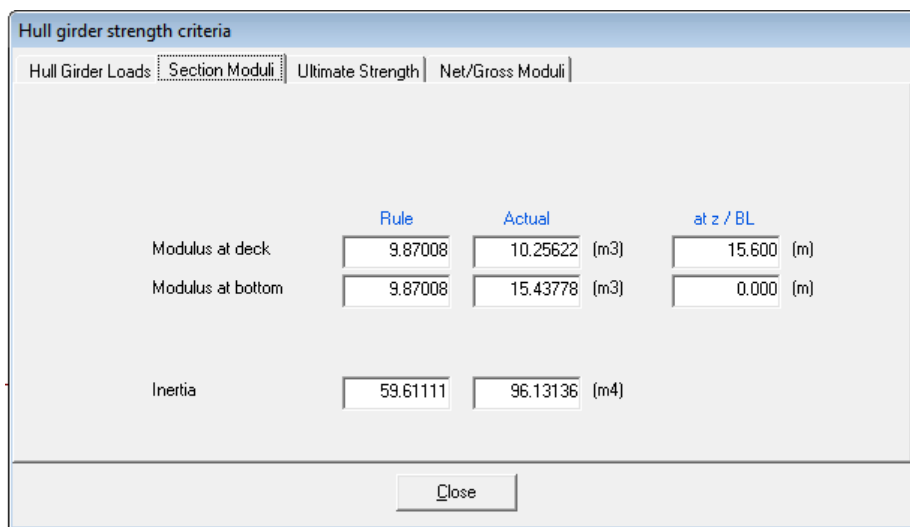 Hull girder strength criteria
Hull Girder Loads Section Moduli Ultimate Strength Net/Gross Moduli
Rule Actual at z / BL
Modulus at deck 9.87008 10.25622 (m3) 15.600 (m)
Modulus at bottom 9.87008 15.43778 (m3) 0.000 (m)
Inertia 59.61111 96.13136 (m4)
Close